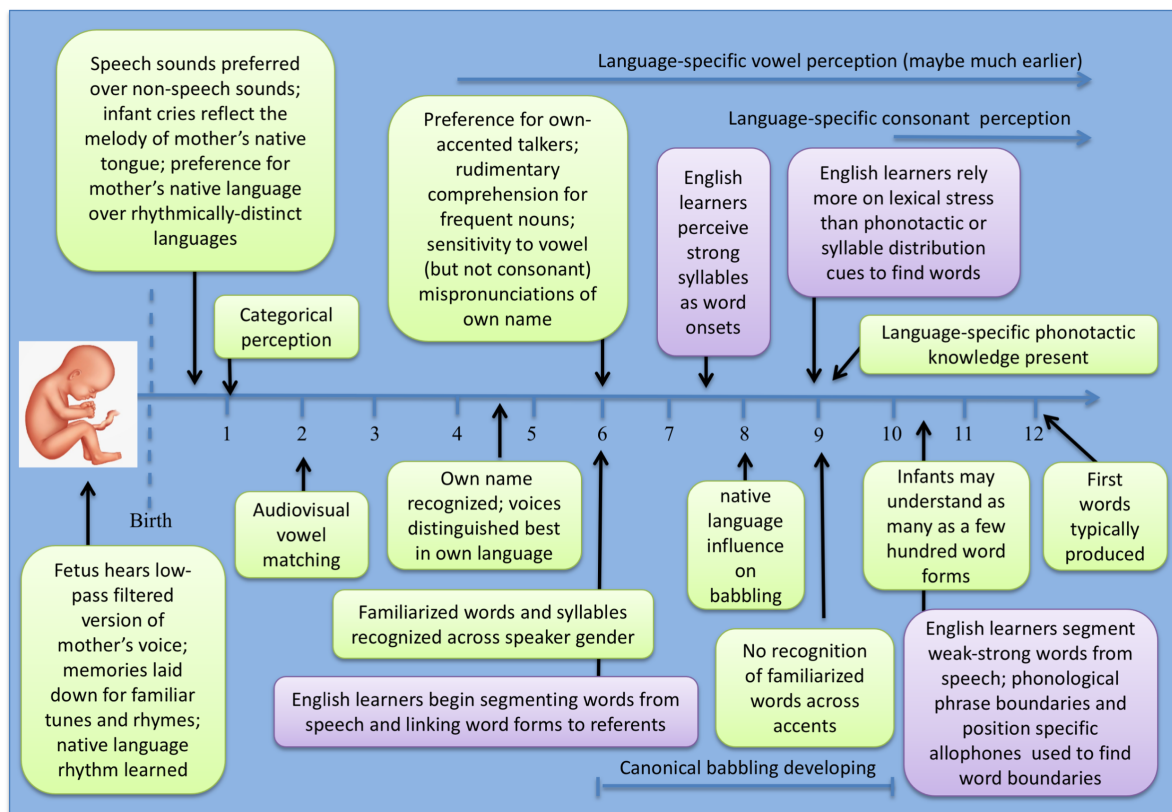 Speech sounds preferred
over non-speech sounds;
infant cries reflect the
melody of mother's native
tongue; preference for
mother's native language
over rhythmically-distinct
languages
Language-specific vowel perception (maybe much earlier)
Language-specific consonant perception
Preference for own-
accented talkers;
rudimentary
comprehension for
frequent nouns;
sensitivity to vowel
(but not consonant)
mispronunciations of
own name
English
learners
perceive
strong
syllables
as word
onsets
English learners rely
more on lexical stress
than phonotactic or
syllable distribution
cues to find words
Categorical
perception
Language-specific phonotactic
knowledge present
1 2 3 4 5 6 7 8 9 10 11 12
Birth
Audiovisual
vowel
matching
Own name
recognized; voices
distinguished best
in own language
native
language
influence
on
babbling
Infants may
understand as
many as a few
hundred word
forms
First
words
typically
produced
Fetus hears low-
pass filtered
version of
mother's voice;
memories laid
down for familiar
tunes and rhymes;
native language
rhythm learned
Familiarized words and syllables
recognized across speaker gender
English learners begin segmenting words from
speech and linking word forms to referents
No recognition
of familiarized
words across
accents
English learners segment
weak-strong words from
speech; phonological
phrase boundaries and
position specific
allophones used to find
word boundaries
Canonical babbling developing